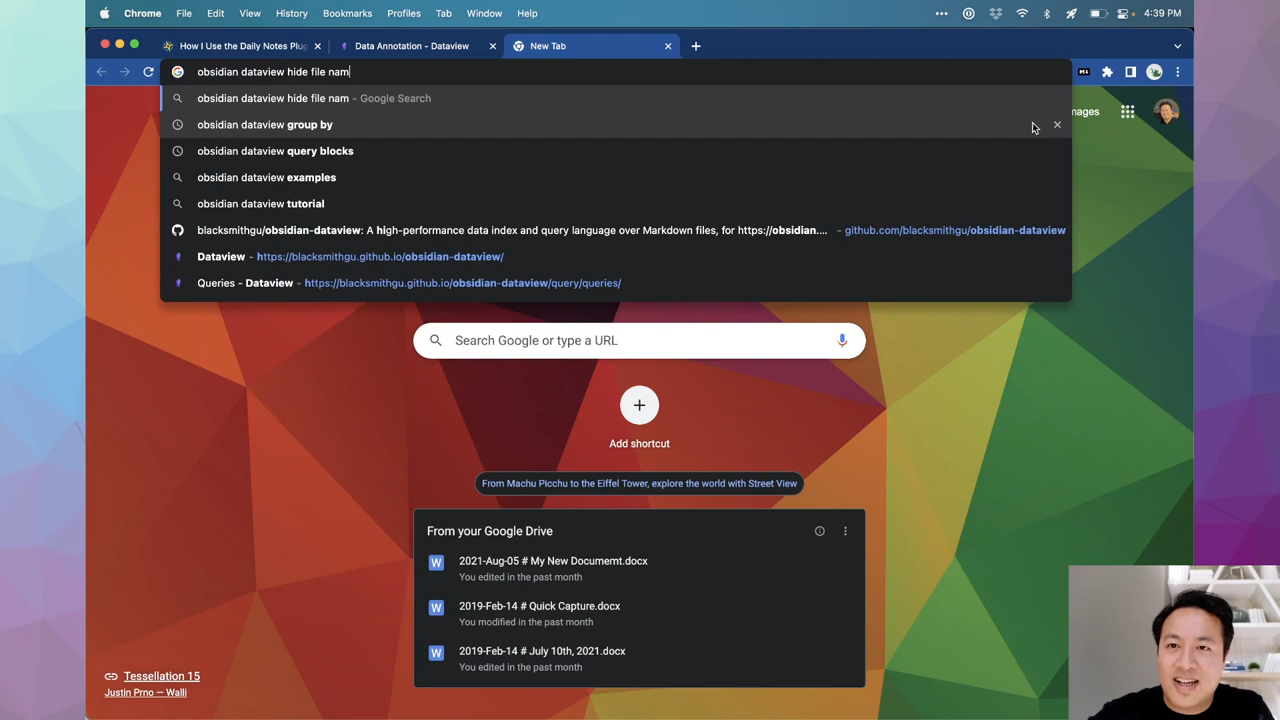 Chrome File Edit View History Bookmarks Profiles Tab Window Help 4:39 PM
How I Use the Daily Notes Plug Data Annotation - Dataview New Tab
obsidian dataview hide file nam
obsidian dataview hide file nam - Google Search
obsidian dataview group by
obsidian dataview query blocks
obsidian dataview examples
obsidian dataview tutorial
blacksmithgu/obsidian-dataview: A high-performance data index and query language over Markdown files, for https://obsidian.... - github.com/blacksmithgu/obsidian-dataview
Dataview - https://blacksmithgu.github.io/obsidian-dataview/
Queries - Dataview - https://blacksmithgu.github.io/obsidian-dataview/query/queries/
mages
Search Google or type a URL
Add shortcut
From Machu Picchu to the Eiffel Tower, explore the world with Street View
From your Google Drive
W 2021-Aug-05 # My New Documemt.docx
You edited in the past month
W 2019-Feb-14 # Quick Capture.docx
You modified in the past month
W 2019-Feb-14 # July 10th, 2021.docx
You edited in the past month
Tessellation 15
Justin Prno — Walli